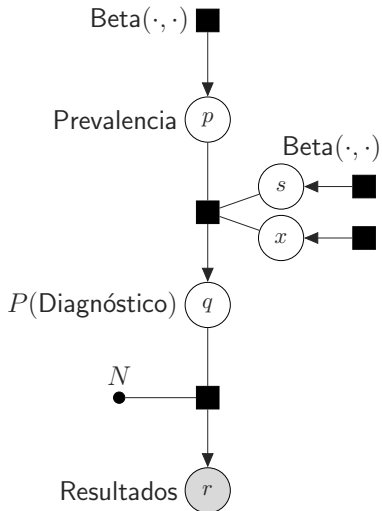 Beta(·, ·)
Prevalencia
p
Beta(·, ·)
s
x
P(Diagnóstico)
q
N
Resultados
r